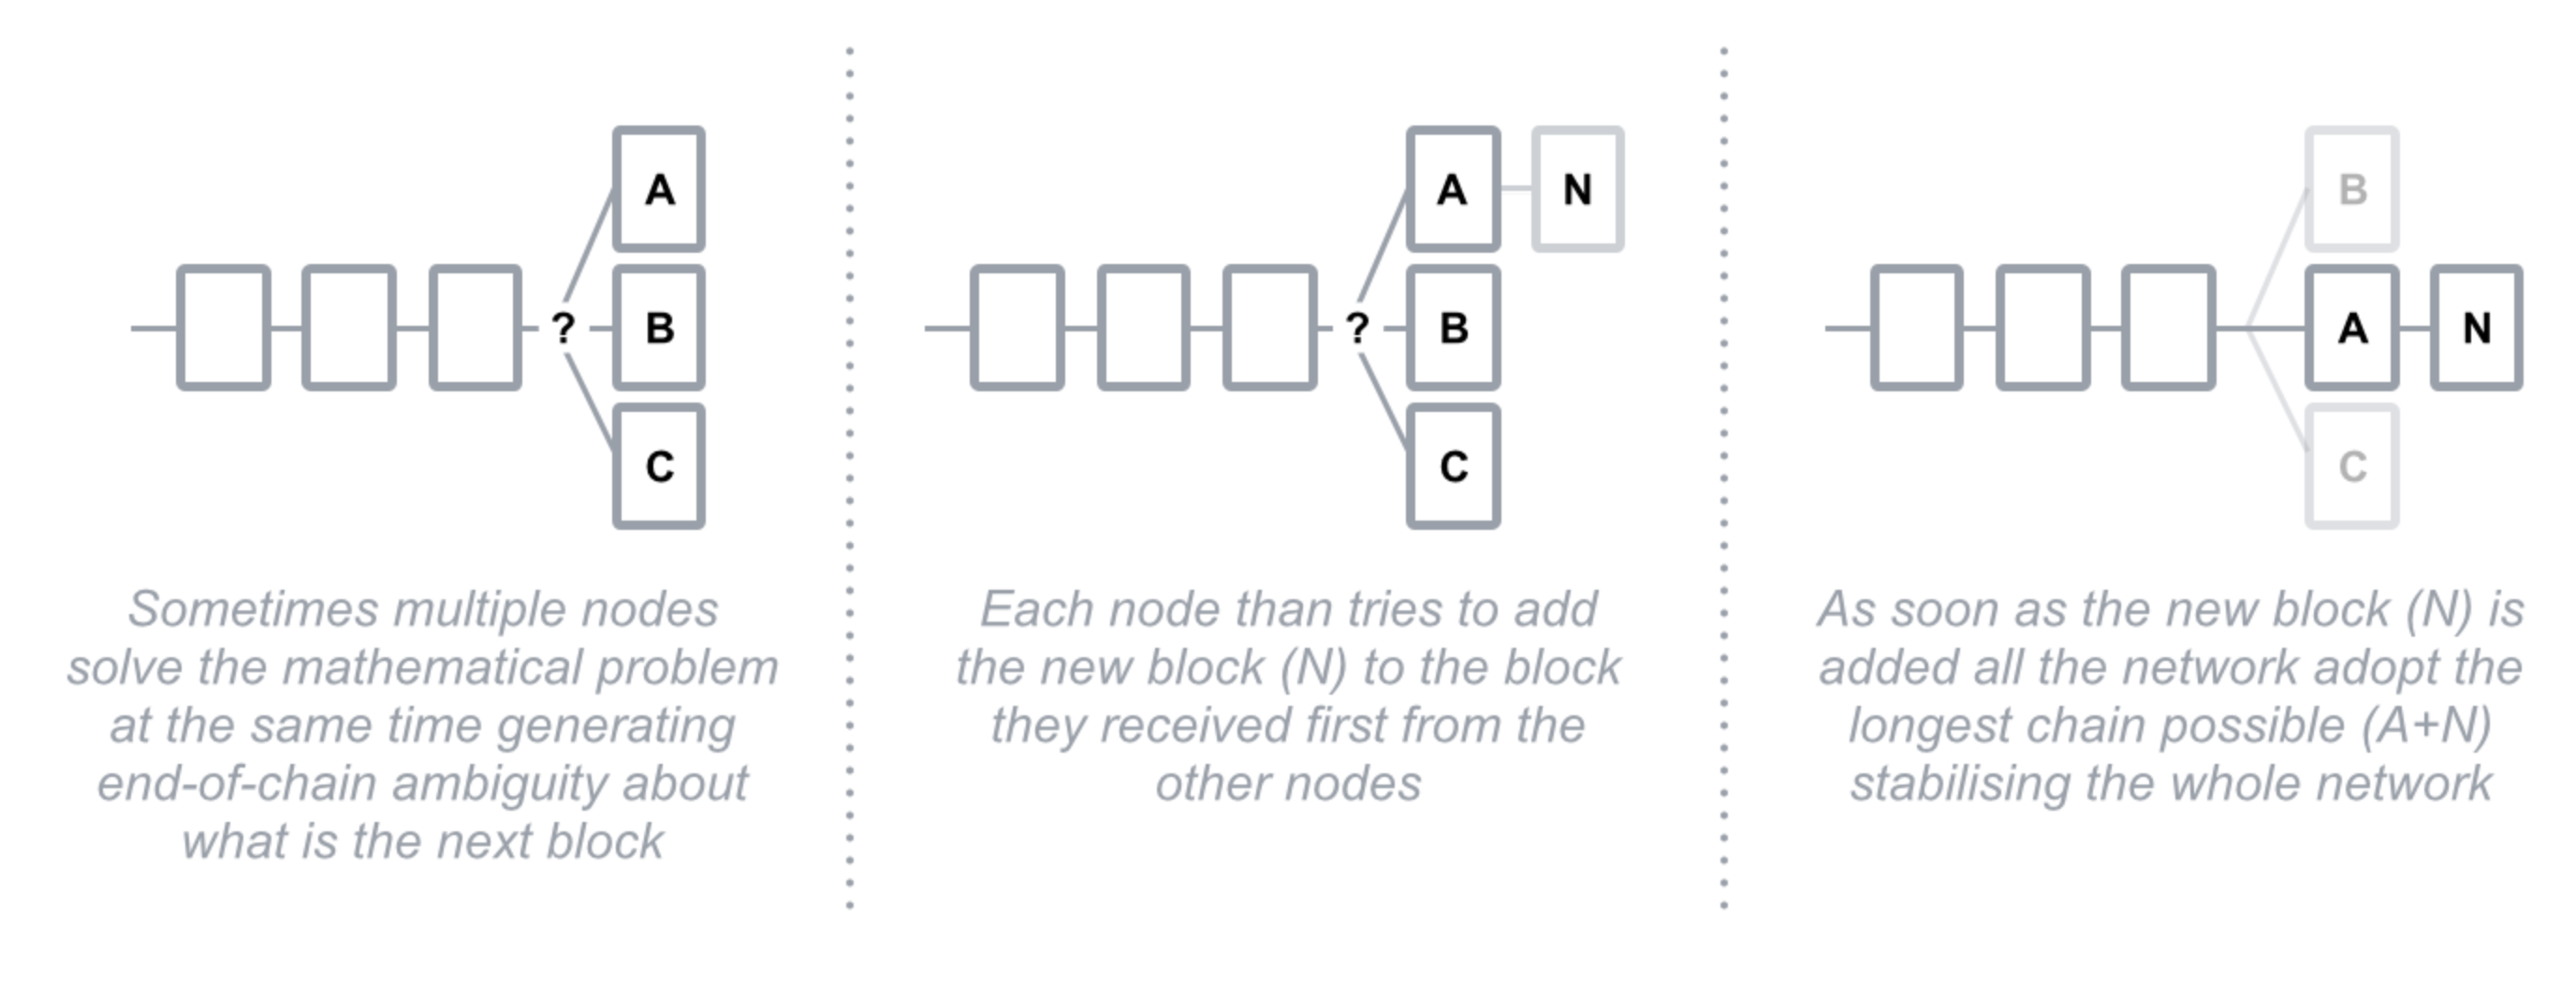 A
? B
C
Sometimes multiple nodes
solve the mathematical problem
at the same time generating
end-of-chain ambiguity about
what is the next block
A N
? B
C
Each node than tries to add
the new block (N) to the block
they received first from the
other nodes
B
A N
C
As soon as the new block (N) is
added all the network adopt the
longest chain possible (A+N)
stabilising the whole network